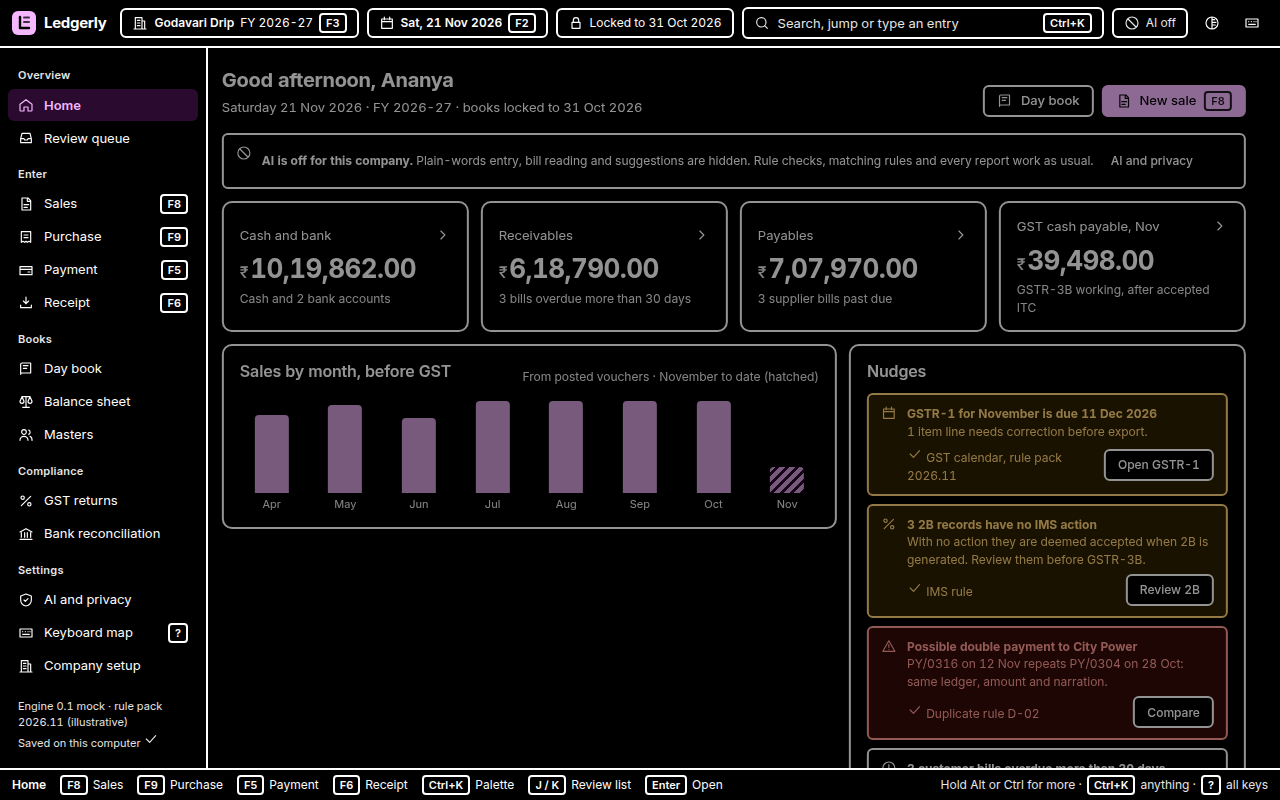 Ledgerly
Godavari Drip FY 2026-27 F3
Sat, 21 Nov 2026 F2
Locked to 31 Oct 2026
Search, jump or type an entry Ctrl+K
AI off
Overview
Home
Review queue
Enter
Sales F8
Purchase F9
Payment F5
Receipt F6
Books
Day book
Balance sheet
Masters
Compliance
GST returns
Bank reconciliation
Settings
AI and privacy
Keyboard map ?
Company setup
Engine 0.1 mock · rule pack
2026.11 (illustrative)
Saved on this computer
Good afternoon, Ananya
Saturday 21 Nov 2026 · FY 2026-27 · books locked to 31 Oct 2026
Day book
New sale F8
AI is off for this company. Plain-words entry, bill reading and suggestions are hidden. Rule checks, matching rules and every report work as usual. AI and privacy
Cash and bank
₹10,19,862.00
Cash and 2 bank accounts
Receivables
₹6,18,790.00
3 bills overdue more than 30 days
Payables
₹7,07,970.00
3 supplier bills past due
GST cash payable, Nov
₹39,498.00
GSTR-3B working, after accepted
ITC
Sales by month, before GST
From posted vouchers · November to date (hatched)
Apr May Jun Jul Aug Sep Oct Nov
Nudges
GSTR-1 for November is due 11 Dec 2026
1 item line needs correction before export.
GST calendar, rule pack
2026.11
Open GSTR-1
3 2B records have no IMS action
With no action they are deemed accepted when 2B is
generated. Review them before GSTR-3B.
IMS rule
Review 2B
Possible double payment to City Power
PY/0316 on 12 Nov repeats PY/0304 on 28 Oct:
same ledger, amount and narration.
Duplicate rule D-02
Compare
3 customer bills overdue more than 30 days
Home F8 Sales F9 Purchase F5 Payment F6 Receipt Ctrl+K Palette J / K Review list Enter Open
Hold Alt or Ctrl for more · Ctrl+K anything · ? all keys